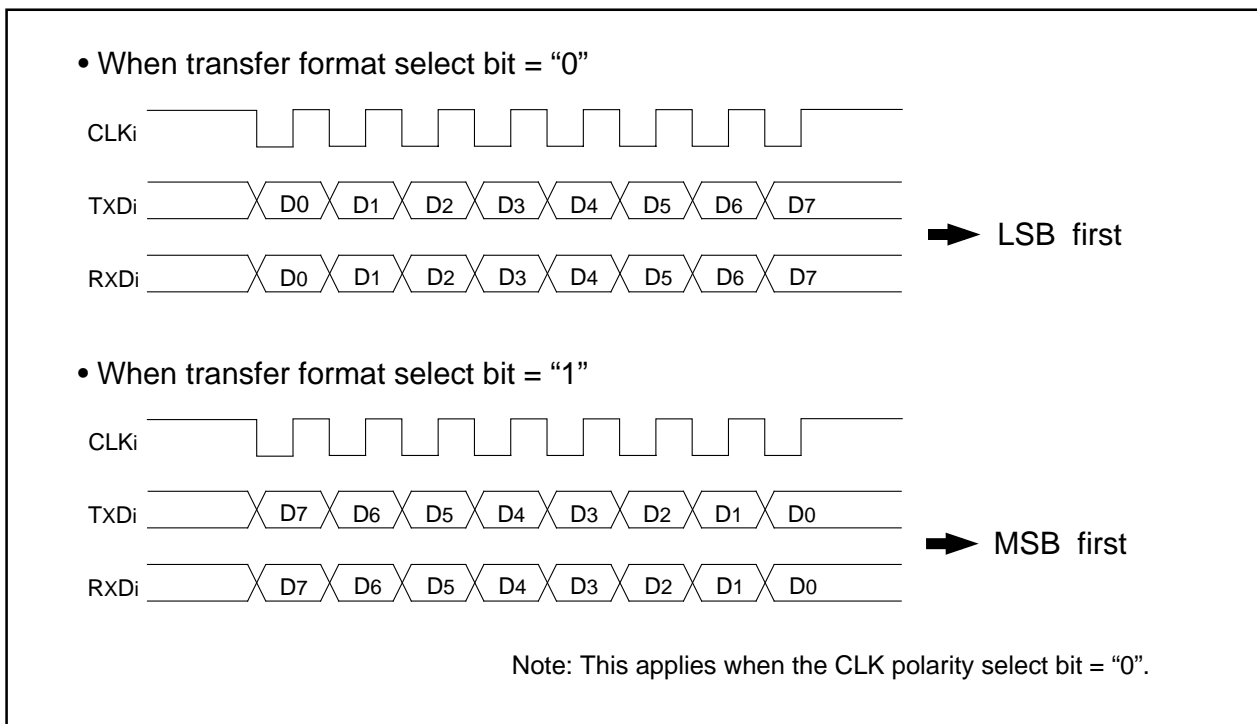 • When transfer format select bit = “0”
CLKi
TXDi D0 D1 D2 D3 D4 D5 D6 D7
RXDi D0 D1 D2 D3 D4 D5 D6 D7
LSB first
• When transfer format select bit = “1”
CLKi
TXDi D7 D6 D5 D4 D3 D2 D1 D0
RXDi D7 D6 D5 D4 D3 D2 D1 D0
MSB first
Note: This applies when the CLK polarity select bit = “0”.